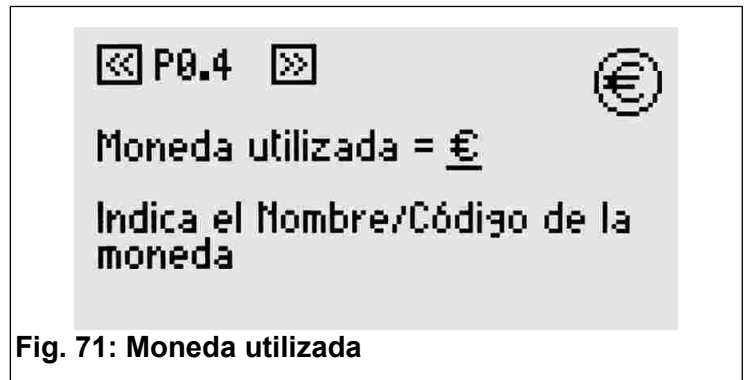 « P0.4 »
€
Moneda utilizada = €
Indica el Nombre/Código de la
moneda
Fig. 71: Moneda utilizada